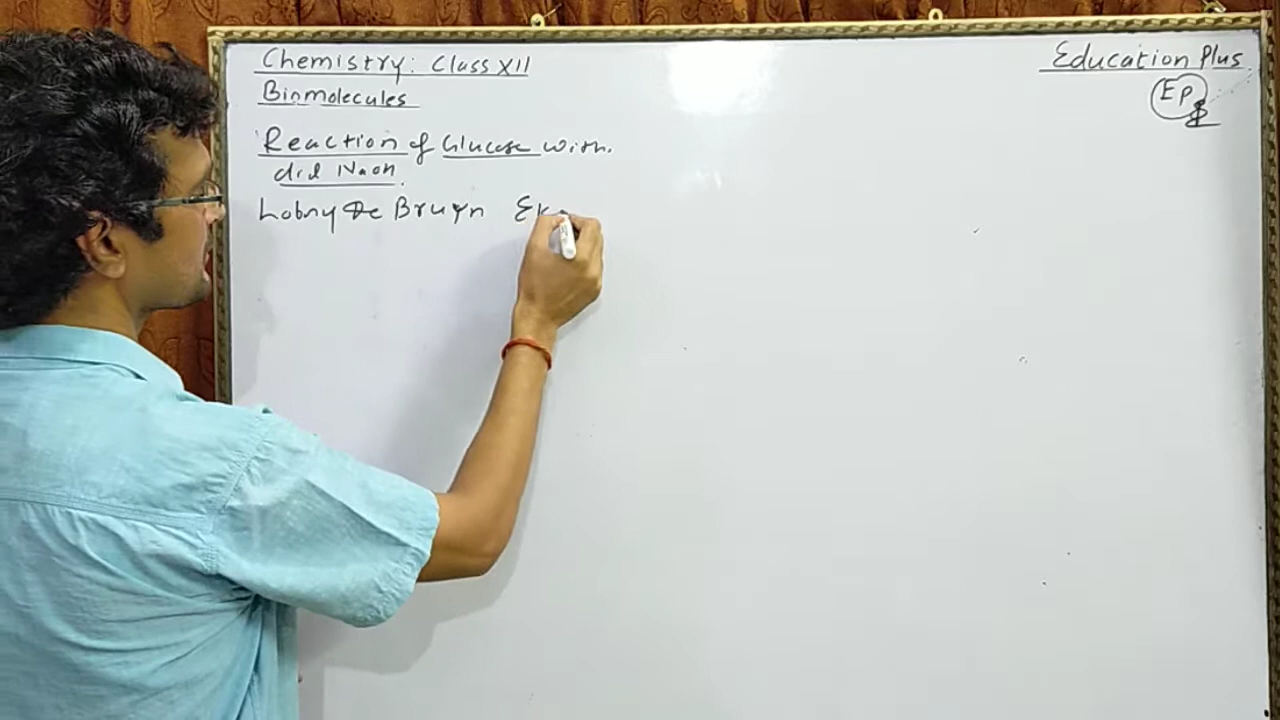 Chemistry: Class XII
Education Plus
EP
Biomolecules
Reaction of Glucose with.
dil NaOH.
Lobry De Bruyn Ek